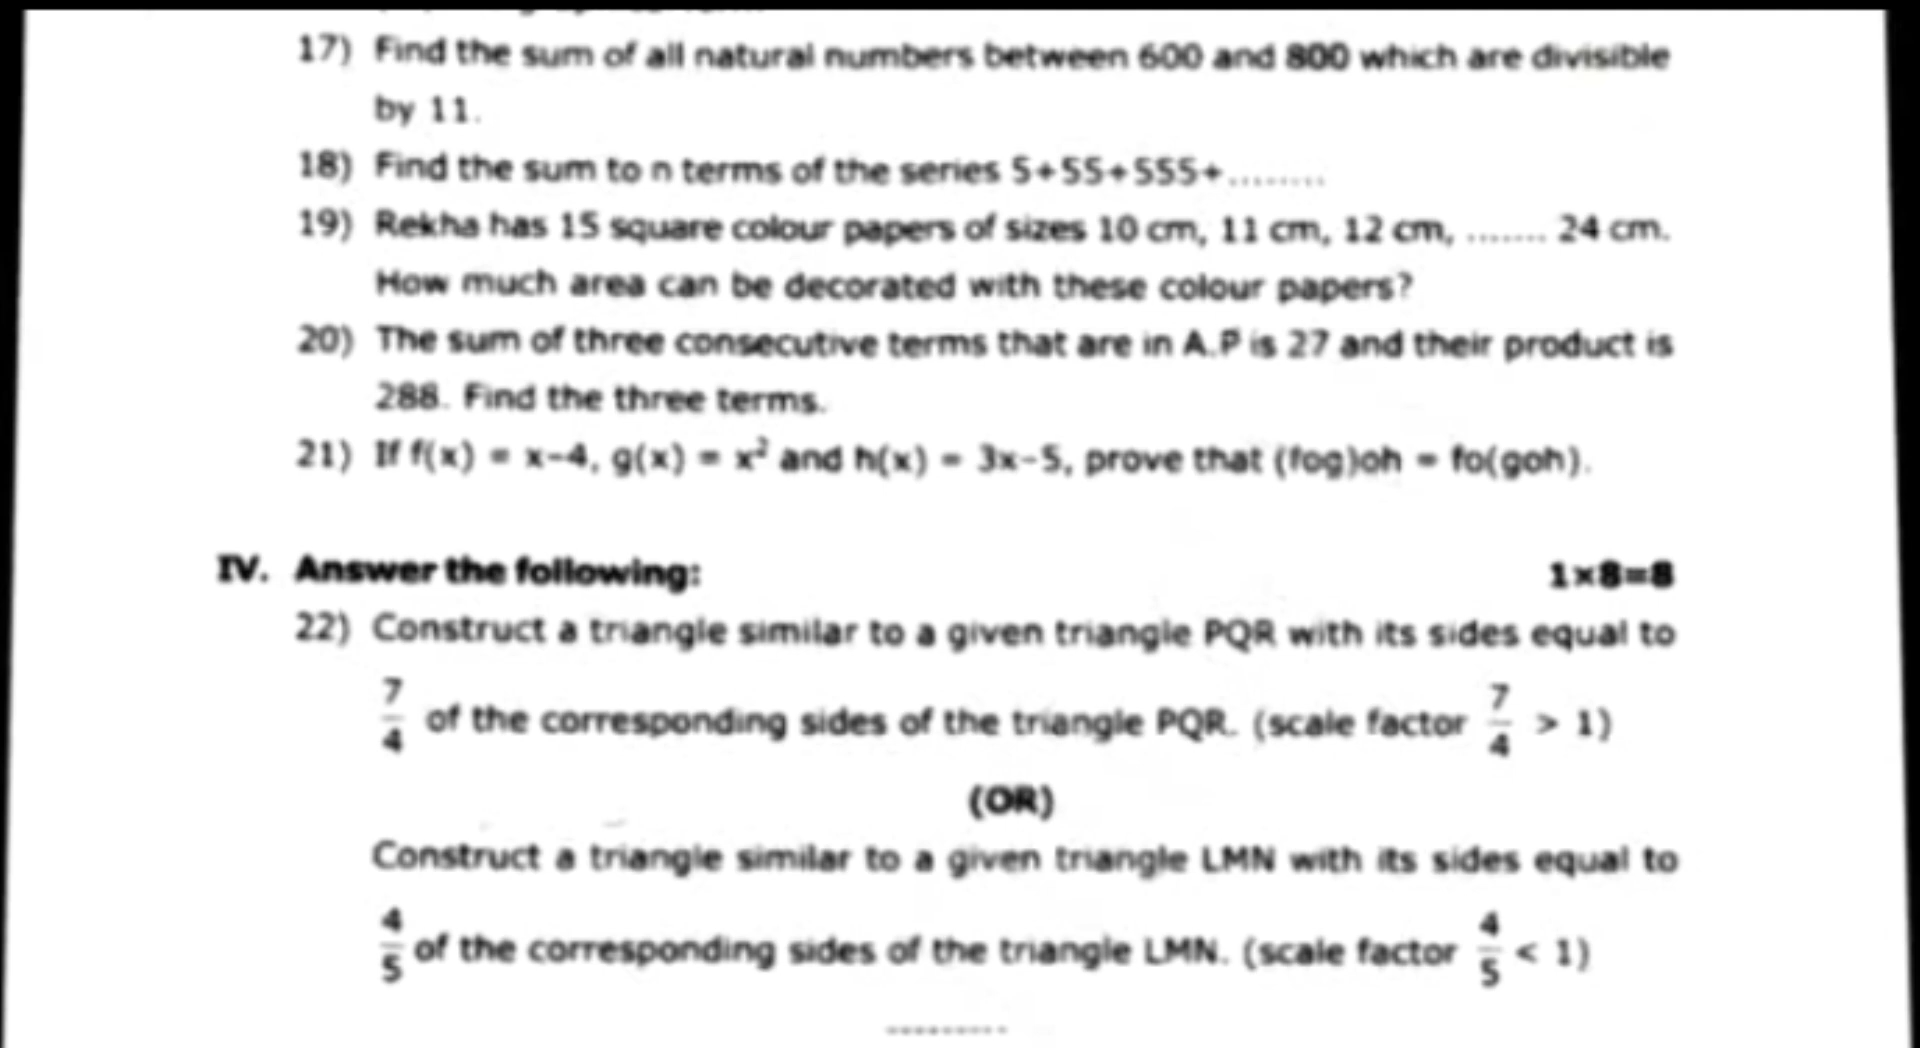 17) Find the sum of all natural numbers between 600 and 800 which are divisible
by 11.
18) Find the sum to n terms of the series 5+55+555+........
19) Rekha has 15 square colour papers of sizes 10 cm, 11 cm, 12 cm, ....... 24 cm.
How much area can be decorated with these colour papers?
20) The sum of three consecutive terms that are in A.P is 27 and their product is
288. Find the three terms.
21) If f(x) = x-4, g(x) = x² and h(x) = 3x-5, prove that (fog)oh = fo(goh).
IV. Answer the following: 1×8=8
22) Construct a triangle similar to a given triangle PQR with its sides equal to
7/4 of the corresponding sides of the triangle PQR. (scale factor 7/4 > 1)
(OR)
Construct a triangle similar to a given triangle LMN with its sides equal to
4/5 of the corresponding sides of the triangle LMN. (scale factor 4/5 < 1)
---------